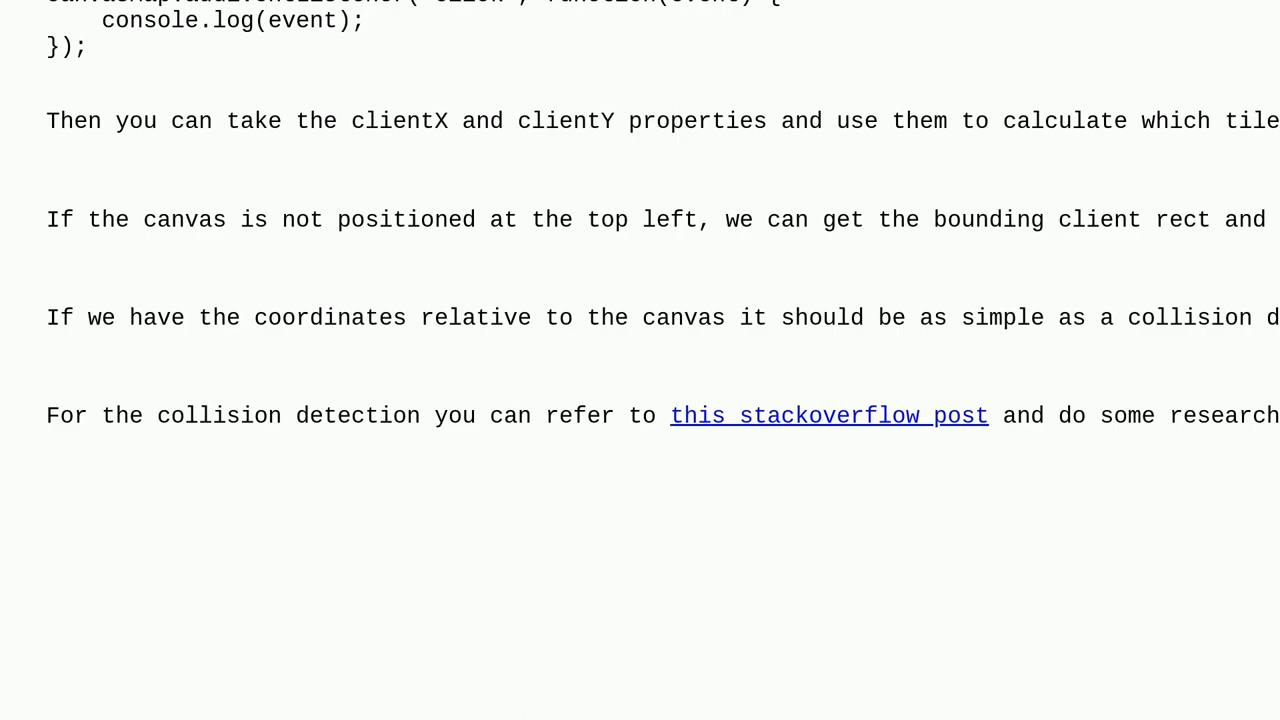 console.log(event);
});
Then you can take the clientX and clientY properties and use them to calculate which tile
If the canvas is not positioned at the top left, we can get the bounding client rect and
If we have the coordinates relative to the canvas it should be as simple as a collision d
For the collision detection you can refer to this stackoverflow post and do some research